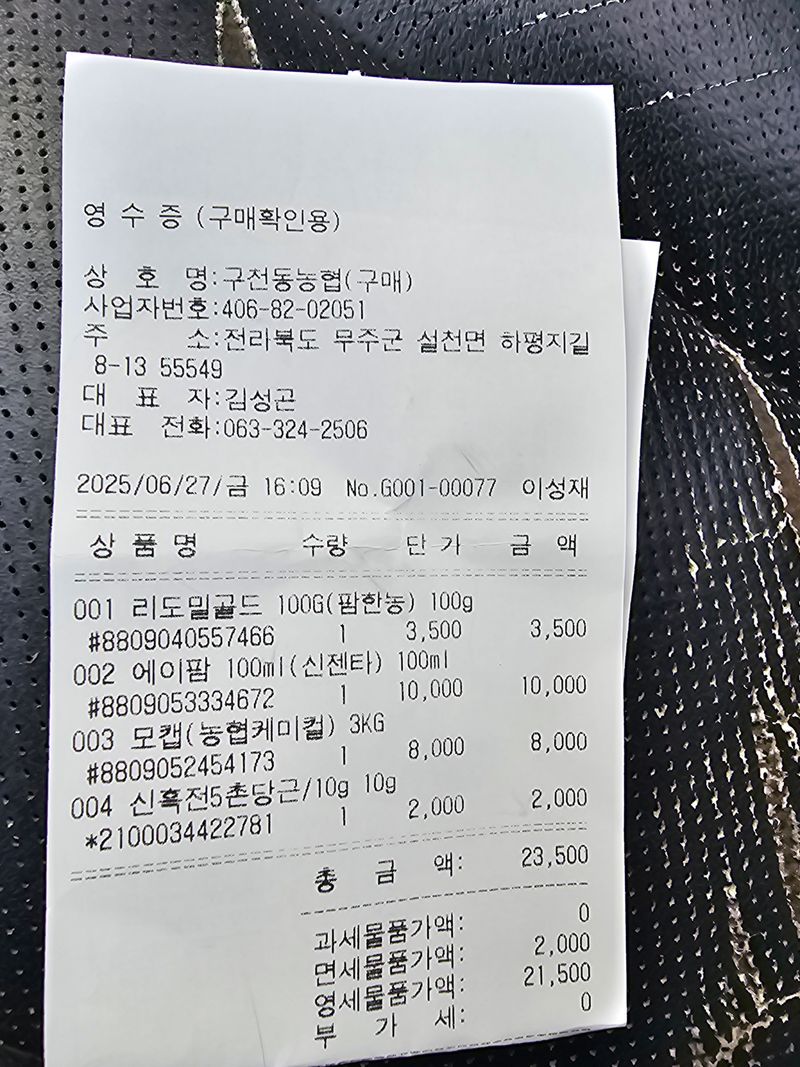 영 수 증 (구매확인용)
상 호 명:구천동농협(구매)
사업자번호:406-82-02051
주 소:전라북도 무주군 설천면 하평지길
8-13 55549
대 표 자:김성곤
대표 전화:063-324-2506
2025/06/27/금 16:09 No.G001-00077 이성재
상 품 명 수량 단 가 금 액
001 리도밀골드 100G(팜한농) 100g
#8809040557466 1 3,500 3,500
002 에이팜 100ml(신젠타) 100ml
#8809053334672 1 10,000 10,000
003 모캡(농협케미컬) 3KG
#8809052454173 1 8,000 8,000
004 신흑전5촌당근/10g 10g
*2100034422781 1 2,000 2,000
총 금 액: 23,500
과세물품가액: 0
면세물품가액: 2,000
영세물품가액: 21,500
부 가 세: 0